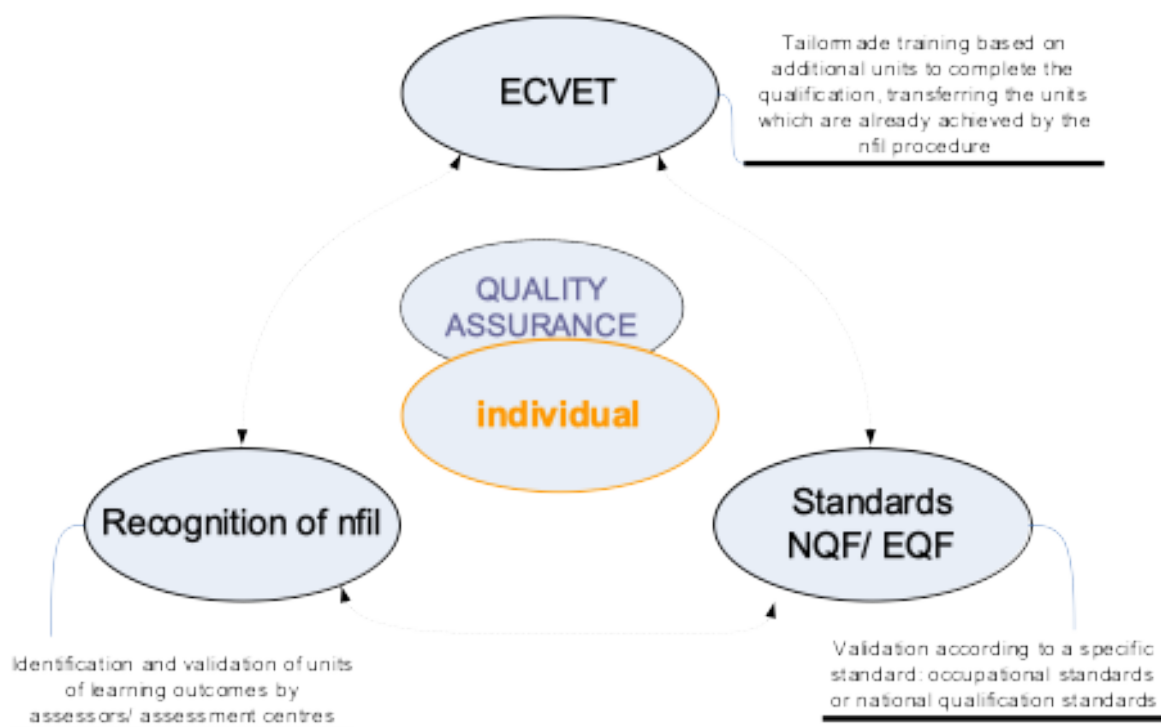 ECVET
Tailormade training based on
additional units to complete the
qualification, transferring the units
which are already achieved by the
nfil procedure
QUALITY
ASSURANCE
individual
Recognition of nfil
Standards
NQF/ EQF
Identification and validation of units
of learning outcomes by
assessors/ assessment centres
Validation according to a specific
standard: occupational standards
or national qualification standards